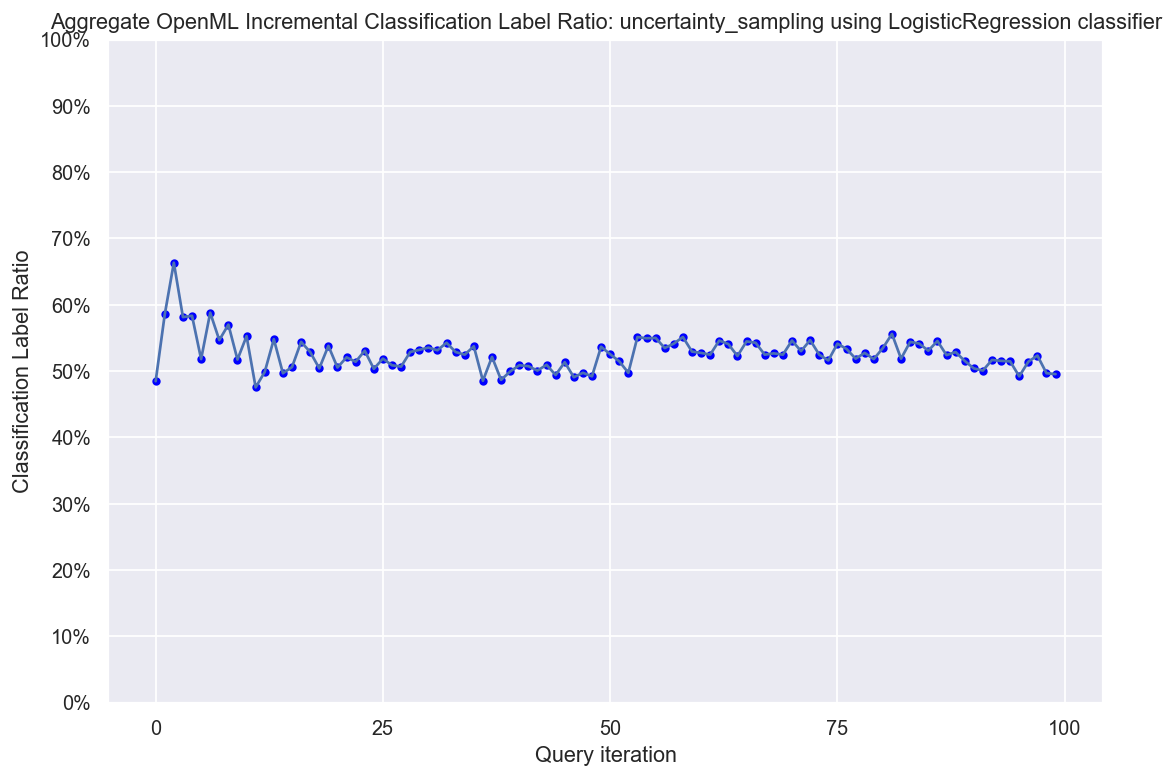 Aggregate OpenML Incremental Classification Label Ratio: uncertainty_sampling using LogisticRegression classifier
100%
90%
80%
70%
60%
50%
40%
30%
20%
10%
0%
Classification Label Ratio
0 25 50 75 100
Query iteration